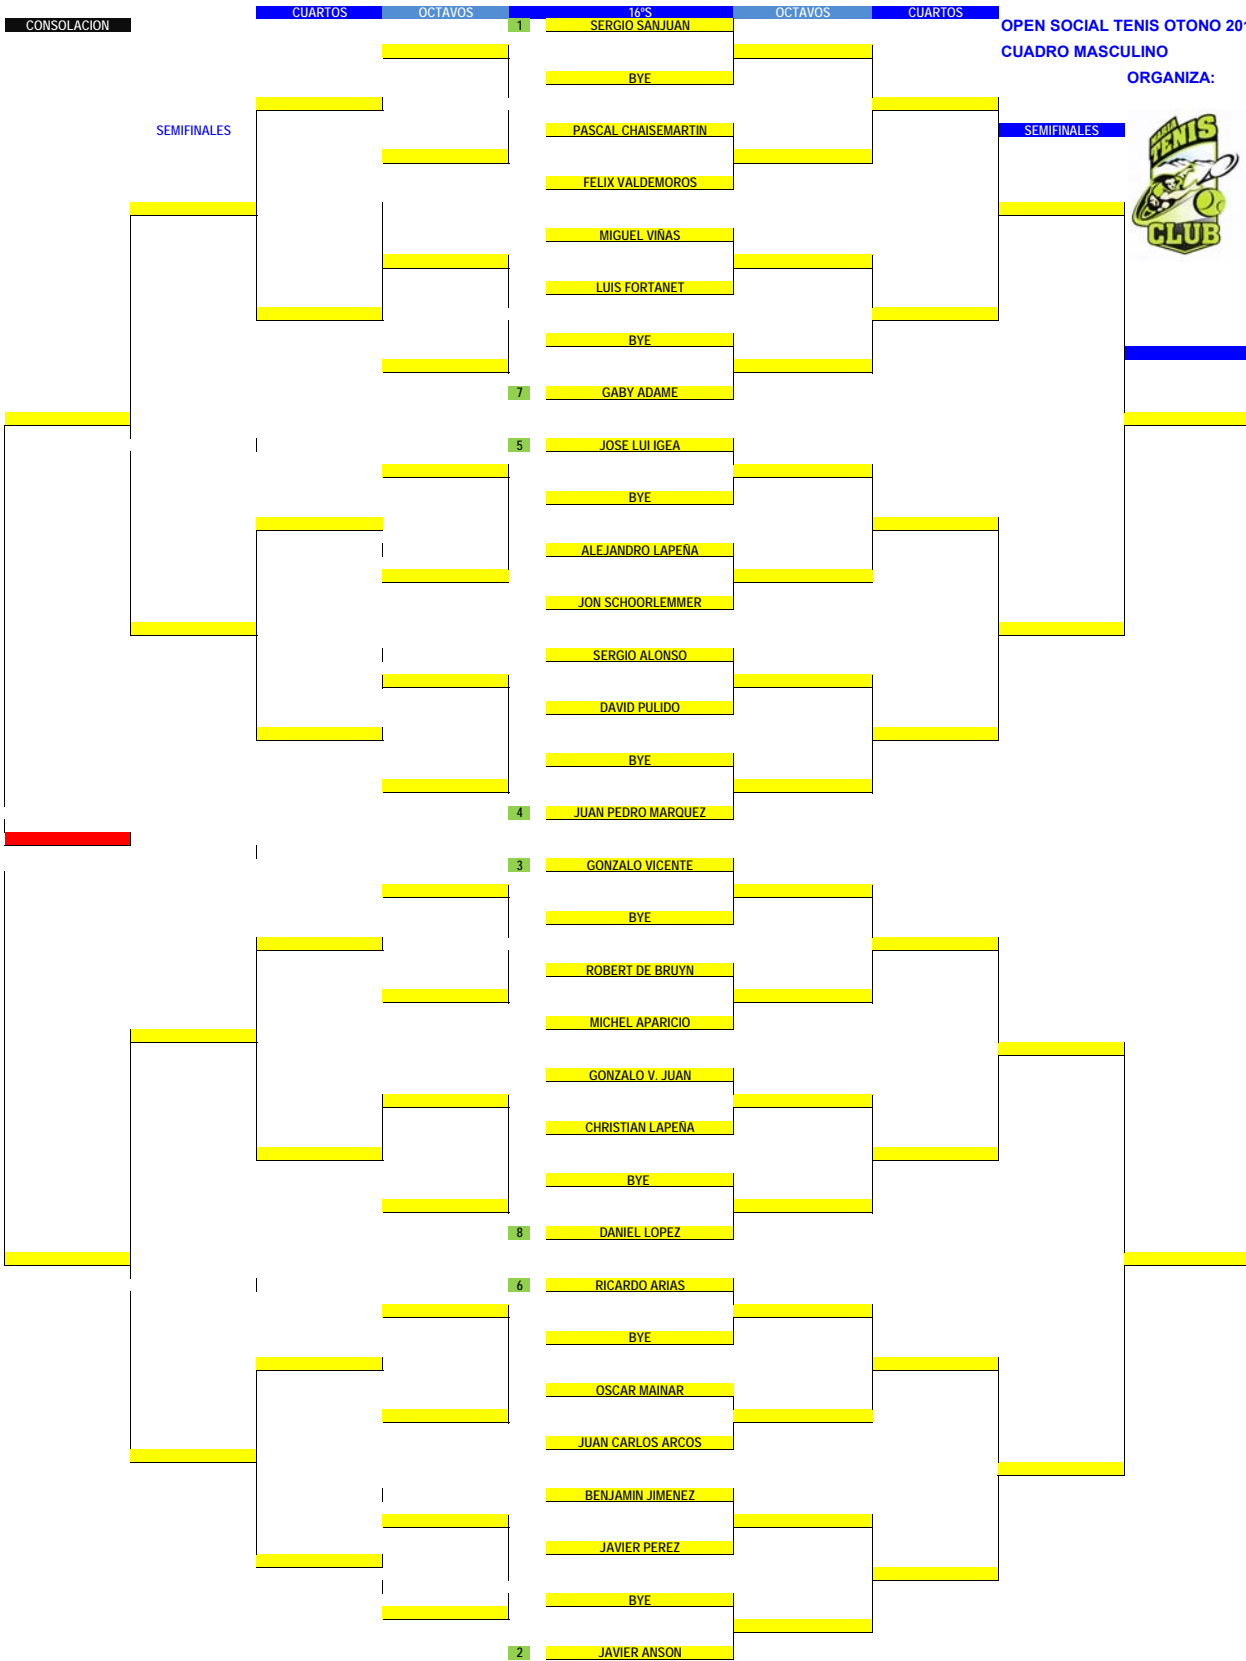 CUARTOS OCTAVOS 16ºS OCTAVOS CUARTOS
CONSOLACION 1 SERGIO SANJUAN OPEN SOCIAL TENIS OTONO
CUADRO MASCULINO
BYE ORGANIZA:
SEMIFINALES PASCAL CHAISEMARTIN SEMIFINALES
TENIS
CLUB
FELIX VALDEMOROS
MIGUEL VIÑAS
LUIS FORTANET
BYE
7 GABY ADAME
5 JOSE LUI IGEA
BYE
ALEJANDRO LAPEÑA
JON SCHOORLEMMER
SERGIO ALONSO
DAVID PULIDO
BYE
4 JUAN PEDRO MARQUEZ
3 GONZALO VICENTE
BYE
ROBERT DE BRUYN
MICHEL APARICIO
GONZALO V. JUAN
CHRISTIAN LAPEÑA
BYE
8 DANIEL LOPEZ
6 RICARDO ARIAS
BYE
OSCAR MAINAR
JUAN CARLOS ARCOS
BENJAMIN JIMENEZ
JAVIER PEREZ
BYE
2 JAVIER ANSON